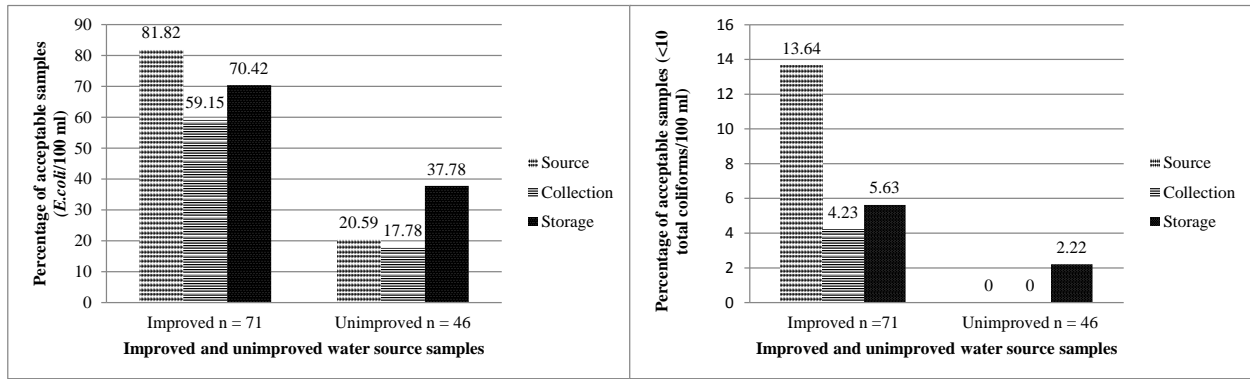 Percentage of acceptable samples
(E.coli/100 ml)
90
80
70
60
50
40
30
20
10
0
81.82
59.15
70.42
20.59
17.78
37.78
Improved n = 71
Unimproved n = 46
Improved and unimproved water source samples
Source
Collection
Storage
Percentage of acceptable samples (<10
total coliforms/100 ml)
16
14
12
10
8
6
4
2
0
13.64
4.23
5.63
0
0
2.22
Improved n =71
Unimproved n = 46
Improved and unimproved water source samples
Source
Collection
Storage